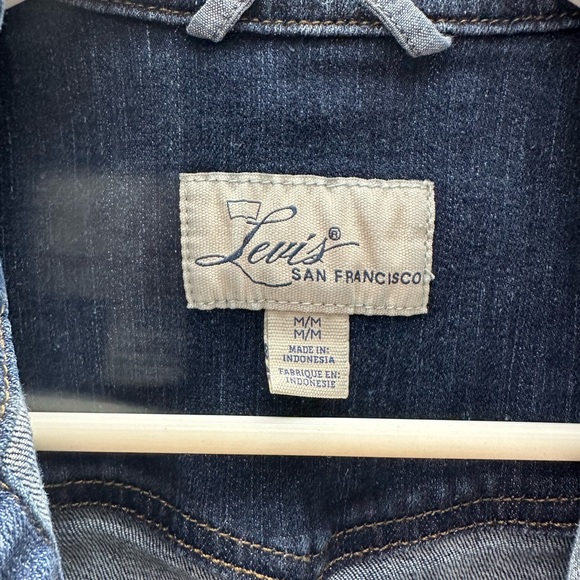 Levi's®
SAN FRANCISCO
M/M
M/M
MADE IN:
INDONESIA
FABRIQUE EN:
INDONESIE